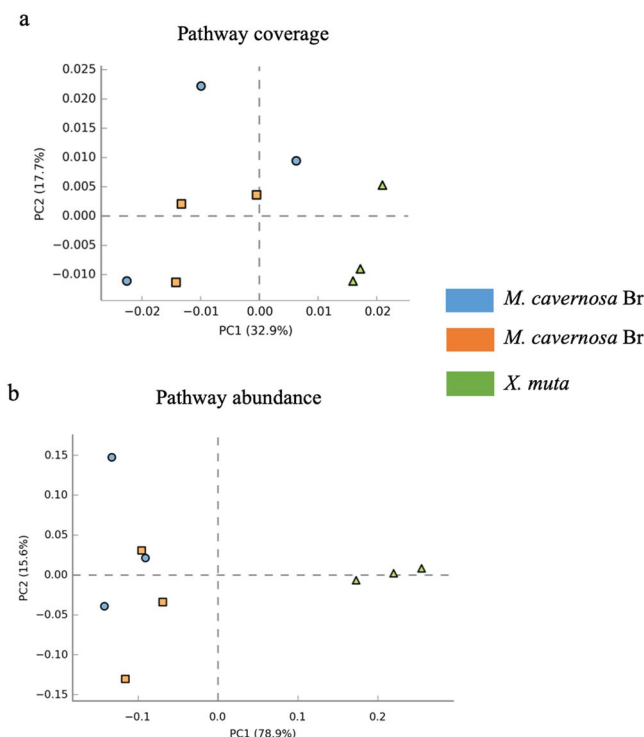 a
Pathway coverage
0.025
0.020
0.015
0.010
0.005
0.000
−0.005
−0.010
PC2 (17.7%)
−0.02 −0.01 0.00 0.01 0.02
PC1 (32.9%)
M. cavernosa Br
M. cavernosa Br
X. muta
b
Pathway abundance
0.15
0.10
0.05
0.00
−0.05
−0.10
−0.15
PC2 (15.6%)
−0.1 0.0 0.1 0.2
PC1 (78.9%)